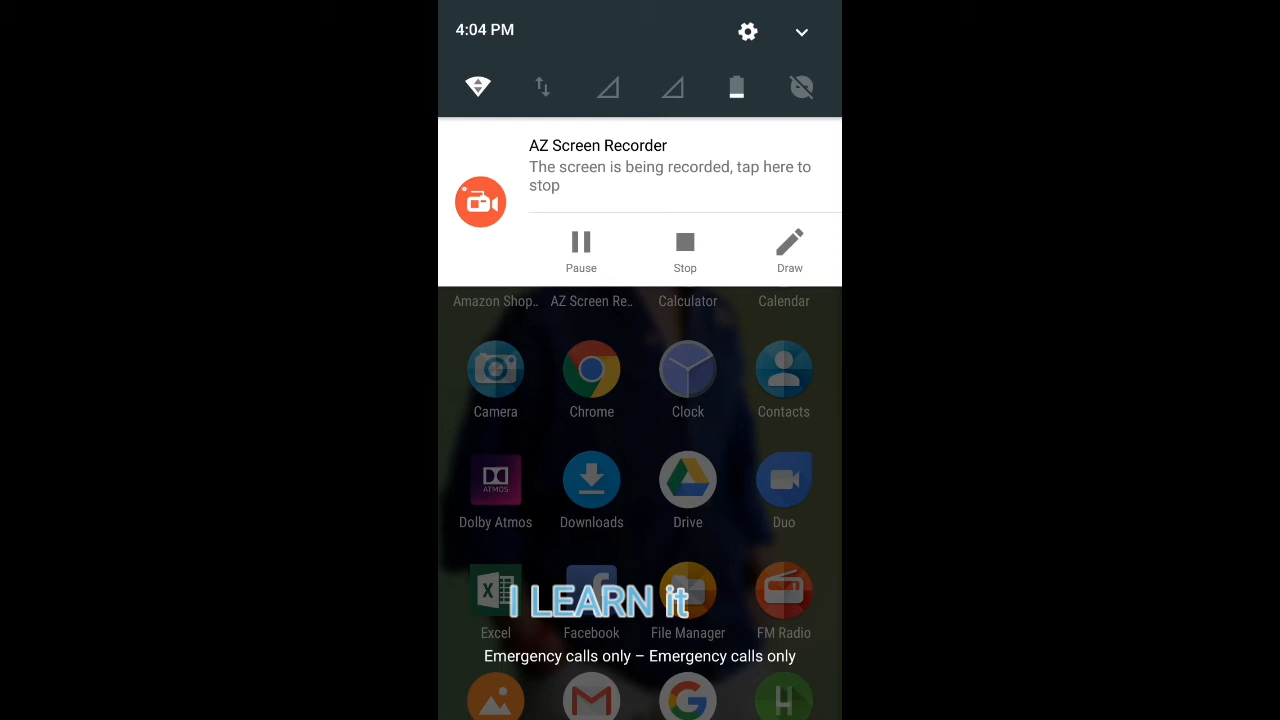 4:04 PM
AZ Screen Recorder
The screen is being recorded, tap here to
stop
Pause Stop Draw
Amazon Shop.. AZ Screen Re.. Calculator Calendar
Camera Chrome Clock Contacts
DOLBY ATMOS
Dolby Atmos Downloads Drive Duo
I LEARN it
Excel Facebook File Manager FM Radio
Emergency calls only – Emergency calls only